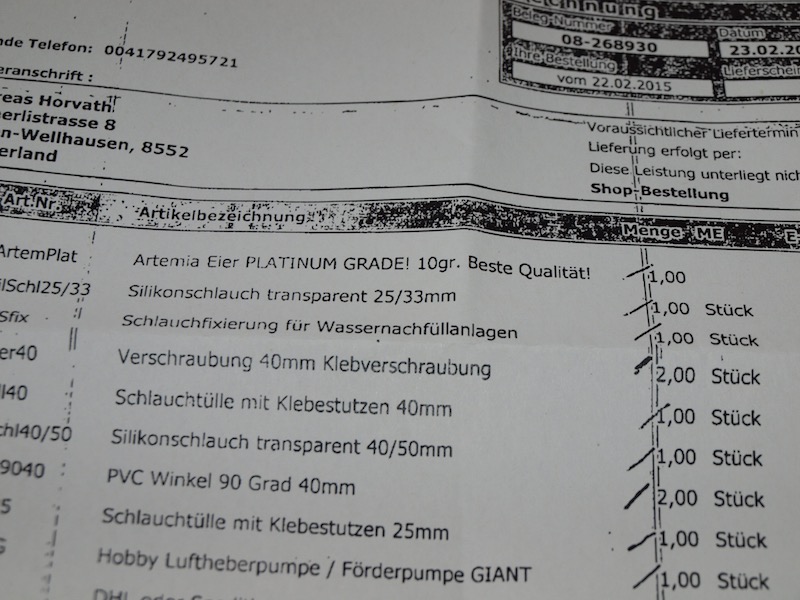 chnung
Beleg-Nummer
Datum
08-268930
23.02.20
Ihre Bestellung
Lieferschein
vom 22.02.2015
nde Telefon: 0041792495721
eranschrift :
reas Horvath
erlistrasse 8
en-Wellhausen, 8552
erland
Voraussichtlicher Liefertermin
Lieferung erfolgt per:
Diese Leistung unterliegt nich
Shop-Bestellung
Art.Nr. Artikelbezeichnung Menge ME E
ArtemPlat Artemia Eier PLATINUM GRADE! 10gr. Beste Qualität! 1,00
ilSchl25/33 Silikonschlauch transparent 25/33mm 1,00 Stück
Sfix Schlauchfixierung für Wassernachfüllanlagen 1,00 Stück
er40 Verschraubung 40mm Klebverschraubung 2,00 Stück
l40 Schlauchtülle mit Klebestutzen 40mm 1,00 Stück
chl40/50 Silikonschlauch transparent 40/50mm 1,00 Stück
9040 PVC Winkel 90 Grad 40mm 2,00 Stück
5 Schlauchtülle mit Klebestutzen 25mm 1,00 Stück
G Hobby Luftheberpumpe / Förderpumpe GIANT 1,00 Stück
DHL oder